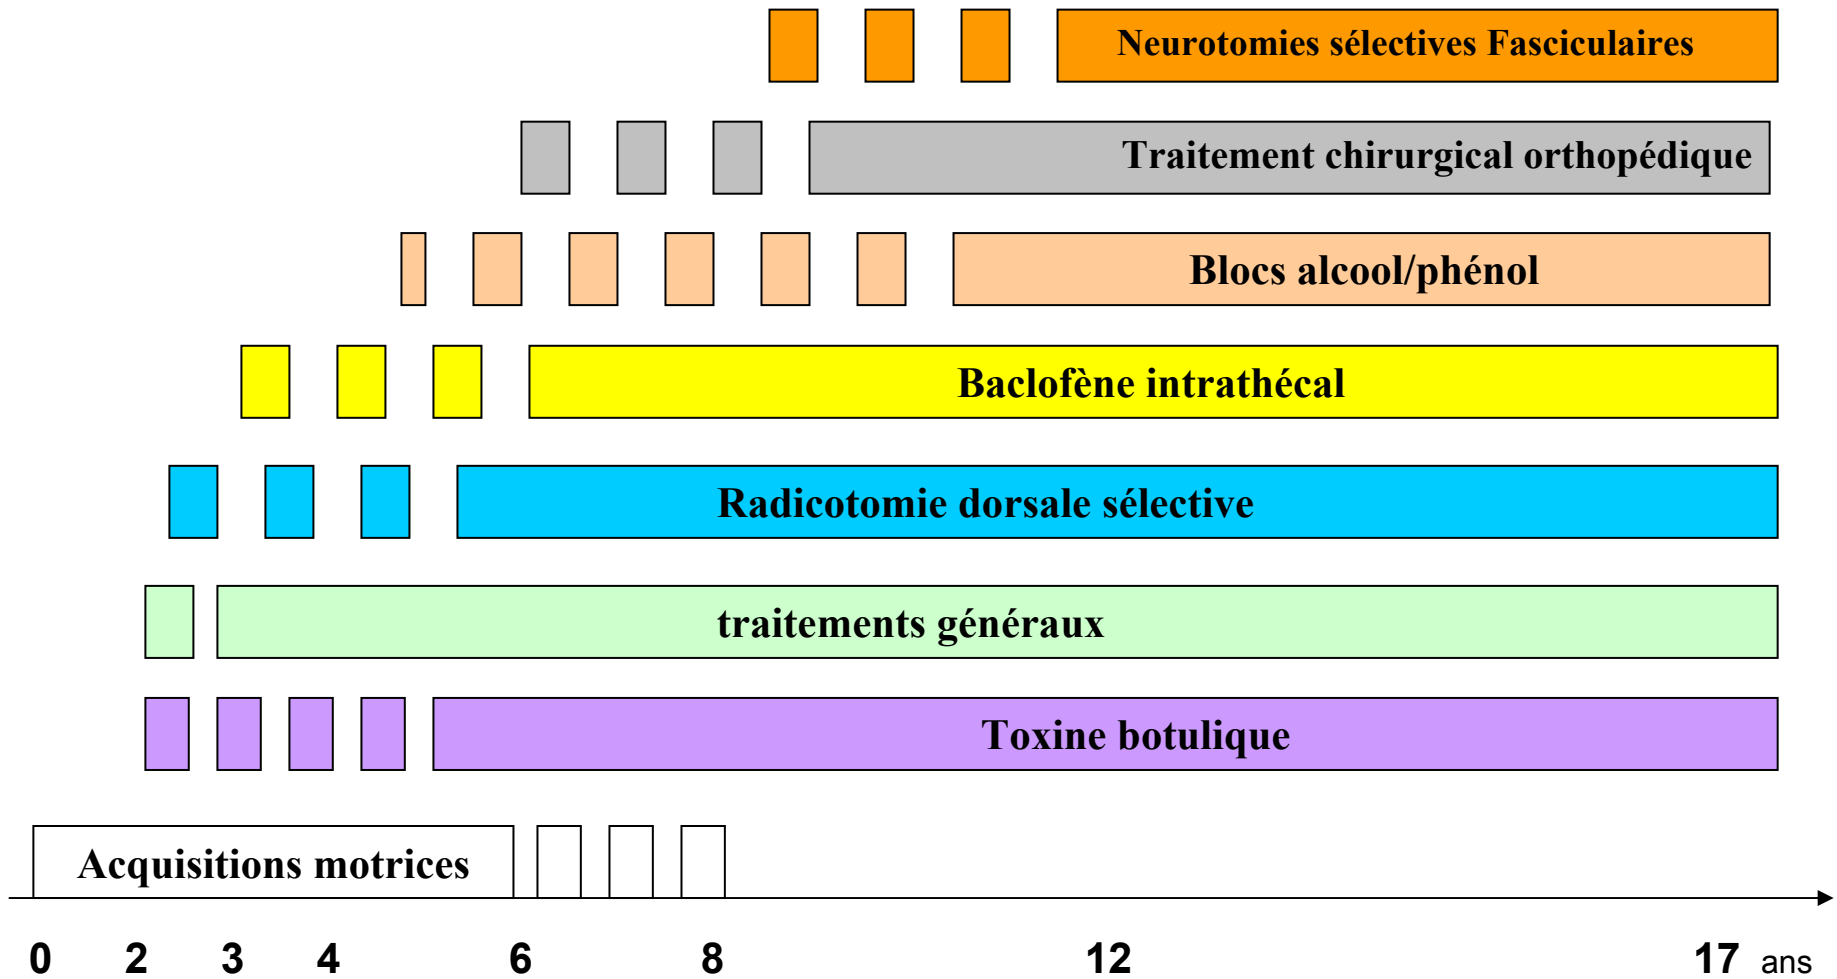 Neurotomies sélectives Fasciculaires
Traitement chirurgical orthopédique
Blocs alcool/phénol
Baclofène intrathécal
Radicotomie dorsale sélective
traitements généraux
Toxine botulique
Acquisitions motrices
0 2 3 4 6 8 12 17 ans